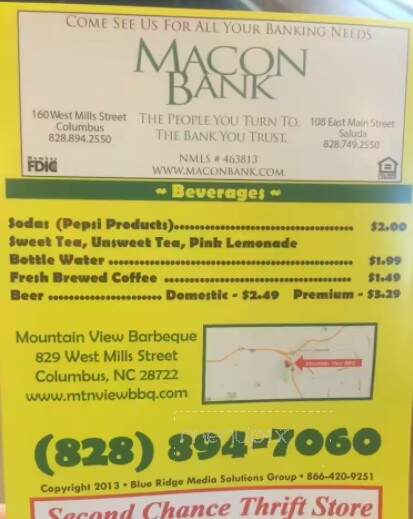 COME SEE US FOR ALL YOUR BANKING NEEDS
MACON
BANK
160 West Mills Street
Columbus
828.894.2550
THE PEOPLE YOU TURN TO.
THE BANK YOU TRUST.
108 East Main Street
Saluda
828.749.2550
MEMBER
FDIC
NMLS # 463813
WWW.MACONBANK.COM
~ Beverages ~
Sodas (Pepsi Products)..................................... $2.00
Sweet Tea, Unsweet Tea, Pink Lemonade
Bottle Water ................................................... $1.99
Fresh Brewed Coffee ....................................... $1.49
Beer ...................... Domestic - $2.49 Premium - $3.29
Mountain View Barbeque
829 West Mills Street
Columbus, NC 28722
www.mtnviewbbq.com
Mountain View BBQ
(828) 894-7060
Copyright 2013 • Blue Ridge Media Solutions Group • 866-420-9251
Second Chance Thrift Store